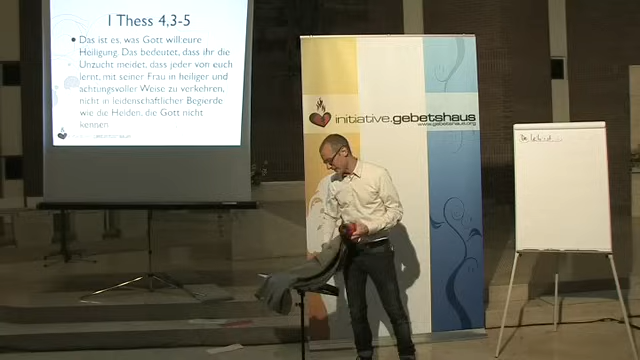 1 Thess 4,3-5
• Das ist es, was Gott will: eure
Heiligung. Das bedeutet, dass ihr die
Unzucht meidet, dass jeder von euch
lernt, mit seiner Frau in heiliger und
achtungsvoller Weise zu verkehren,
nicht in leidenschaftlicher Begierde
wie die Heiden, die Gott nicht
kennen
initiative.gebetshaus
www.gebetshaus.org